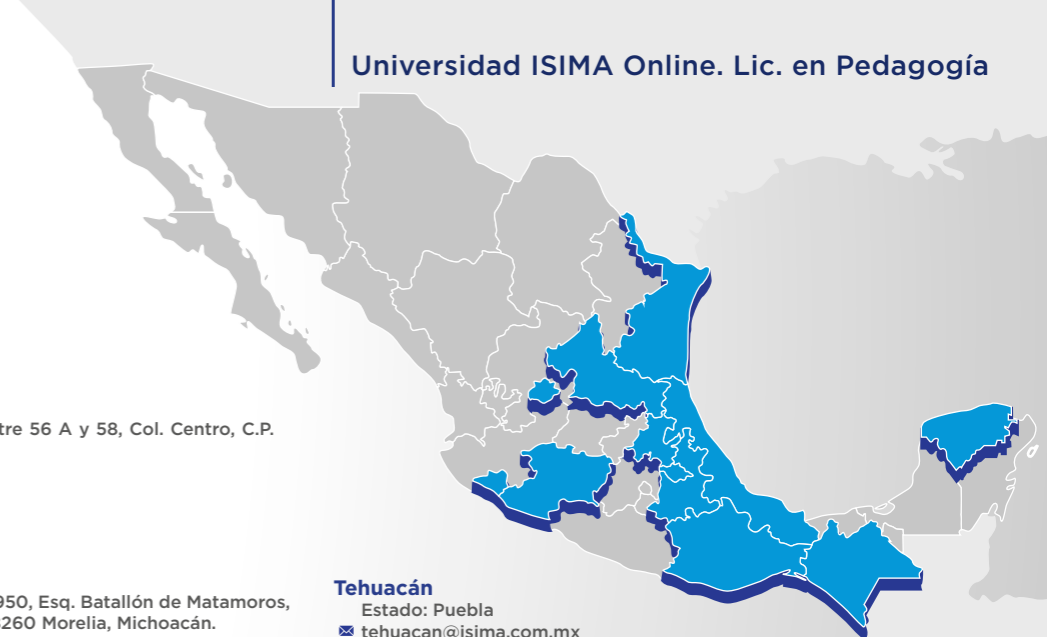 Universidad ISIMA Online. Lic. en Pedagogía
56 A y 58, Col. Centro, C.P.
950, Esq. Batallón de Matamoros,
260 Morelia, Michoacán.
Tehuacán
Estado: Puebla
tehuacan@isima.com.mx